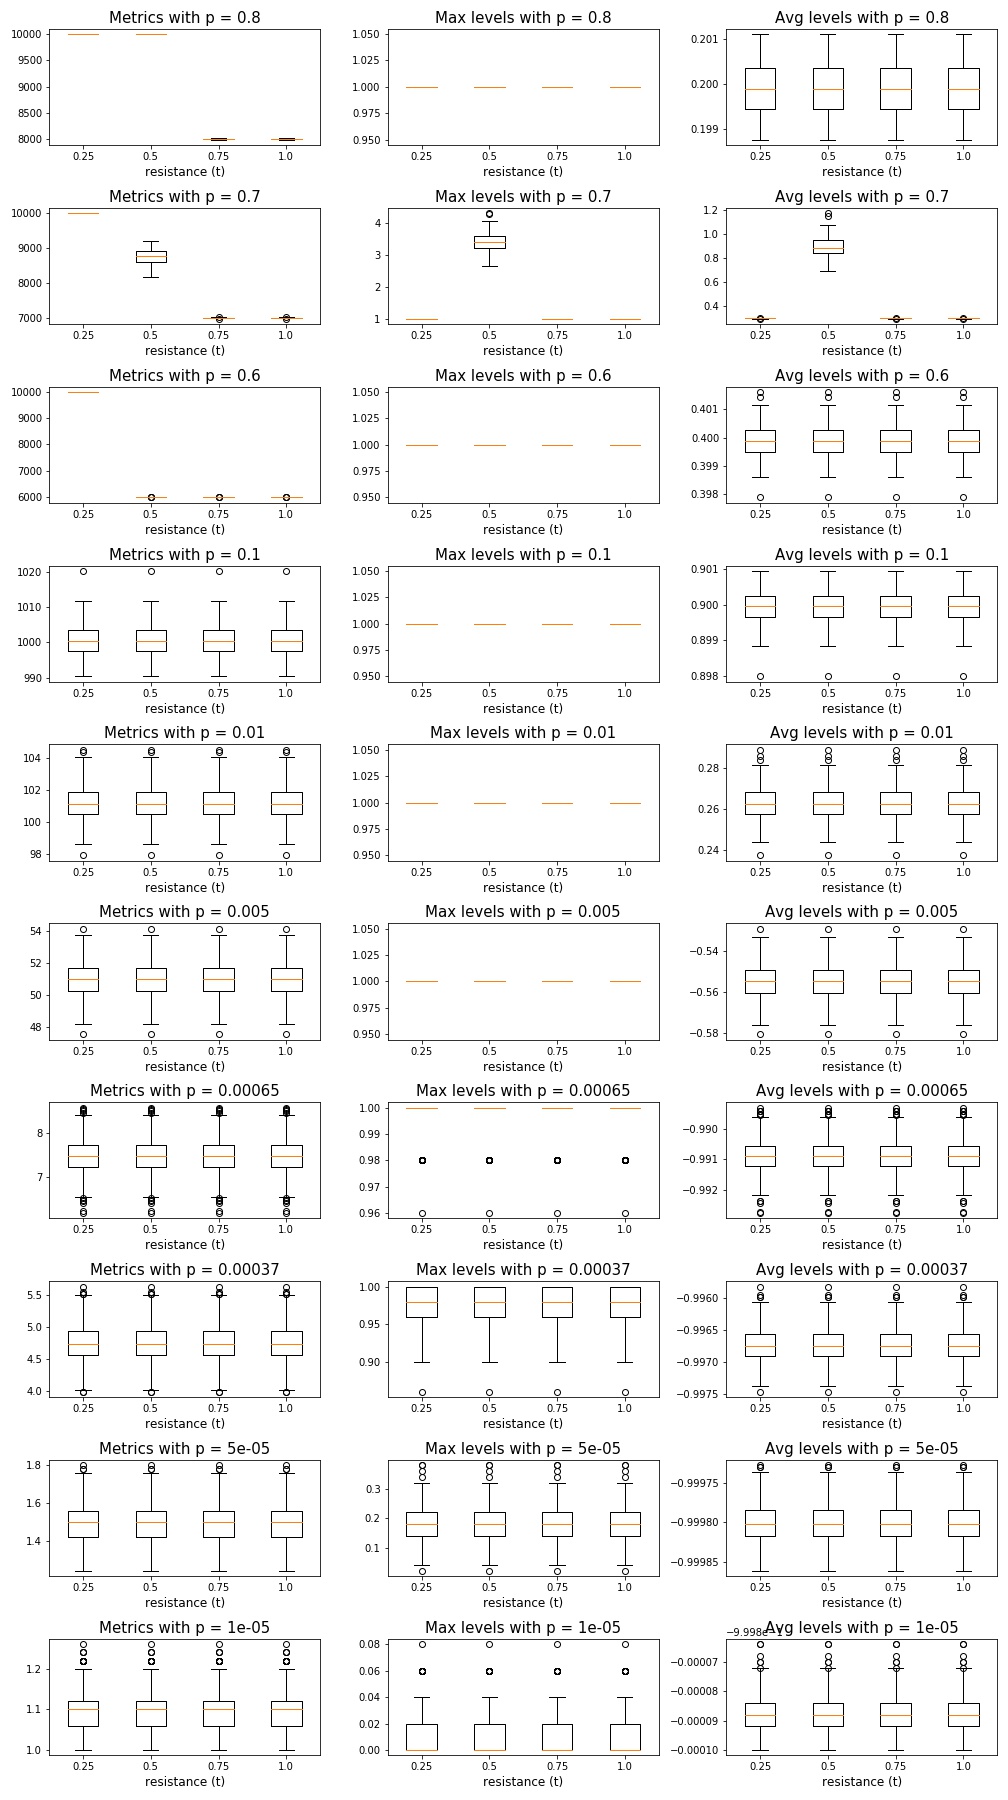 Metrics with p = 0.8
10000
9500
9000
8500
8000
0.25 0.5 0.75 1.0
resistance (t)
Max levels with p = 0.8
1.050
1.025
1.000
0.975
0.950
0.25 0.5 0.75 1.0
resistance (t)
Avg levels with p = 0.8
0.201
0.200
0.199
0.25 0.5 0.75 1.0
resistance (t)
Metrics with p = 0.7
10000
9000
8000
7000
0.25 0.5 0.75 1.0
resistance (t)
Max levels with p = 0.7
4
3
2
1
0.25 0.5 0.75 1.0
resistance (t)
Avg levels with p = 0.7
1.2
1.0
0.8
0.6
0.4
0.25 0.5 0.75 1.0
resistance (t)
Metrics with p = 0.6
10000
9000
8000
7000
6000
0.25 0.5 0.75 1.0
resistance (t)
Max levels with p = 0.6
1.050
1.025
1.000
0.975
0.950
0.25 0.5 0.75 1.0
resistance (t)
Avg levels with p = 0.6
0.401
0.400
0.399
0.398
0.25 0.5 0.75 1.0
resistance (t)
Metrics with p = 0.1
1020
1010
1000
990
0.25 0.5 0.75 1.0
resistance (t)
Max levels with p = 0.1
1.050
1.025
1.000
0.975
0.950
0.25 0.5 0.75 1.0
resistance (t)
Avg levels with p = 0.1
0.901
0.900
0.899
0.898
0.25 0.5 0.75 1.0
resistance (t)
Metrics with p = 0.01
104
102
100
98
0.25 0.5 0.75 1.0
resistance (t)
Max levels with p = 0.01
1.050
1.025
1.000
0.975
0.950
0.25 0.5 0.75 1.0
resistance (t)
Avg levels with p = 0.01
0.28
0.26
0.24
0.25 0.5 0.75 1.0
resistance (t)
Metrics with p = 0.005
54
52
50
48
0.25 0.5 0.75 1.0
resistance (t)
Max levels with p = 0.005
1.050
1.025
1.000
0.975
0.950
0.25 0.5 0.75 1.0
resistance (t)
Avg levels with p = 0.005
−0.54
−0.56
−0.58
0.25 0.5 0.75 1.0
resistance (t)
Metrics with p = 0.00065
8
7
0.25 0.5 0.75 1.0
resistance (t)
Max levels with p = 0.00065
1.00
0.99
0.98
0.97
0.96
0.25 0.5 0.75 1.0
resistance (t)
Avg levels with p = 0.00065
−0.990
−0.991
−0.992
0.25 0.5 0.75 1.0
resistance (t)
Metrics with p = 0.00037
5.5
5.0
4.5
4.0
0.25 0.5 0.75 1.0
resistance (t)
Max levels with p = 0.00037
1.00
0.95
0.90
0.25 0.5 0.75 1.0
resistance (t)
Avg levels with p = 0.00037
−0.9960
−0.9965
−0.9970
−0.9975
0.25 0.5 0.75 1.0
resistance (t)
Metrics with p = 5e-05
1.8
1.6
1.4
0.25 0.5 0.75 1.0
resistance (t)
Max levels with p = 5e-05
0.3
0.2
0.1
0.25 0.5 0.75 1.0
resistance (t)
Avg levels with p = 5e-05
−0.99975
−0.99980
−0.99985
0.25 0.5 0.75 1.0
resistance (t)
Metrics with p = 1e-05
1.2
1.1
1.0
0.25 0.5 0.75 1.0
resistance (t)
Max levels with p = 1e-05
0.08
0.06
0.04
0.02
0.00
0.25 0.5 0.75 1.0
resistance (t)
Avg levels with p = 1e-05
−9.998e−1
−0.00007
−0.00008
−0.00009
−0.00010
0.25 0.5 0.75 1.0
resistance (t)